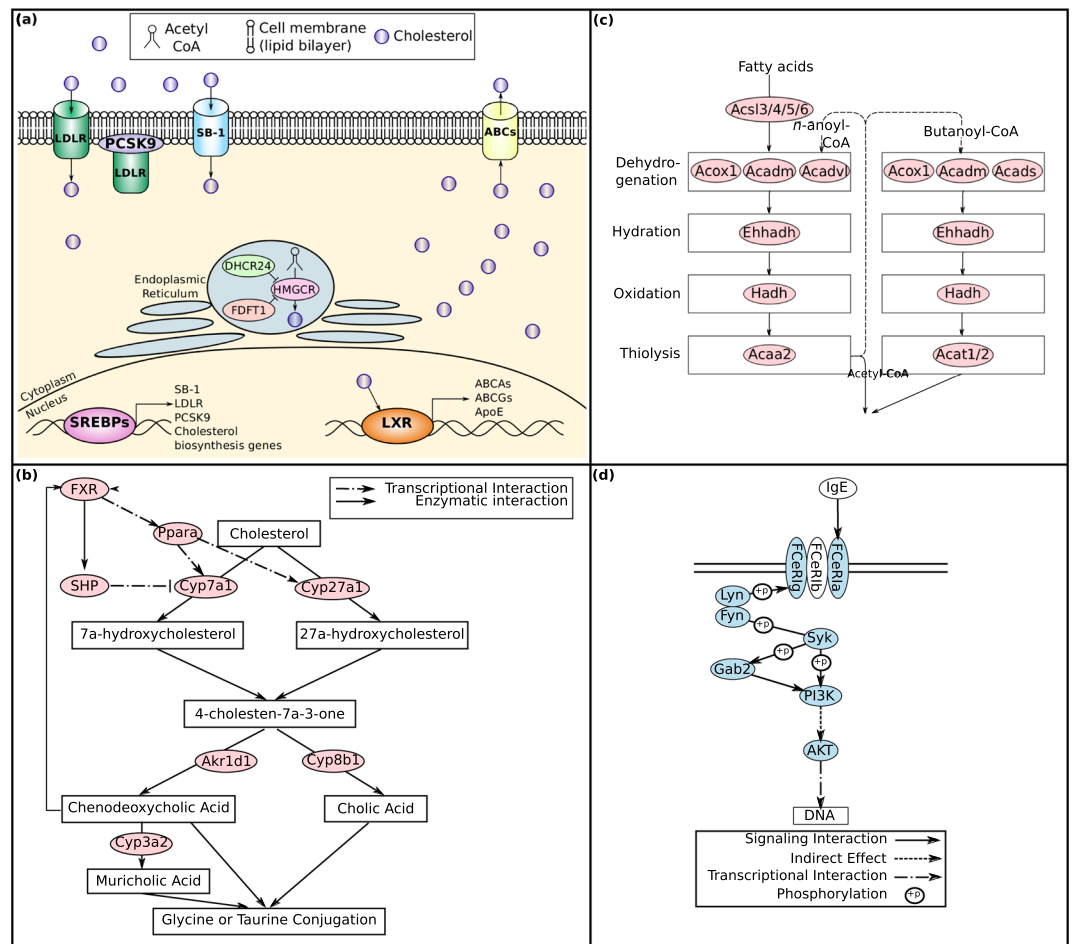 (a)
Acetyl
CoA
Cell membrane
(lipid bilayer)
Cholesterol
LDLR
PCSK9
LDLR
SB-1
ABCs
Endoplasmic
Reticulum
DHCR24
HMGCR
FDFT1
Cytoplasm
Nucleus
SREBPs
SB-1
LDLR
PCSK9
Cholesterol
biosynthesis genes
LXR
ABCAs
ABCGs
ApoE
(c)
Fatty acids
Acsl3/4/5/6
n-anoyl-
CoA
Butanoyl-CoA
Dehydro-
genation
Acox1 Acadm Acadvl
Acox1 Acadm Acads
Hydration
Ehhadh
Ehhadh
Oxidation
Hadh
Hadh
Thiolysis
Acaa2
Acat1/2
Acetyl-CoA
(b)
Transcriptional Interaction
Enzymatic interaction
FXR
Ppara
Cholesterol
SHP
Cyp7a1
Cyp27a1
7a-hydroxycholesterol
27a-hydroxycholesterol
4-cholesten-7a-3-one
Akr1d1
Cyp8b1
Chenodeoxycholic Acid
Cholic Acid
Cyp3a2
Muricholic Acid
Glycine or Taurine Conjugation
(d)
IgE
FCeRIg
FCeRIb
FCeRIa
Lyn
+p
Fyn
+p
Syk
+p
+p
Gab2
PI3K
AKT
DNA
Signaling Interaction
Indirect Effect
Transcriptional Interaction
Phosphorylation +p